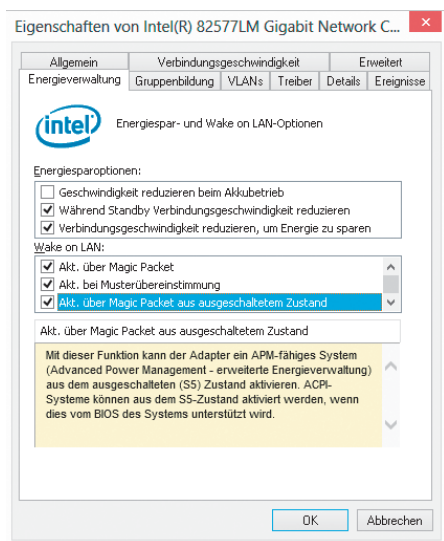 Eigenschaften von Intel(R) 82577LM Gigabit Network C...
Allgemein Verbindungsgeschwindigkeit Erweitert
Energieverwaltung Gruppenbildung VLANs Treiber Details Ereignisse
intel Energiespar- und Wake on LAN-Optionen
Energiesparoptionen:
Geschwindigkeit reduzieren beim Akkubetrieb
Während Standby Verbindungsgeschwindigkeit reduzieren
Verbindungsgeschwindigkeit reduzieren, um Energie zu sparen
Wake on LAN:
Akt. über Magic Packet
Akt. bei Musterübereinstimmung
Akt. über Magic Packet aus ausgeschaltetem Zustand
Akt. über Magic Packet aus ausgeschaltetem Zustand
Mit dieser Funktion kann der Adapter ein APM-fähiges System
(Advanced Power Management - erweiterte Energieverwaltung)
aus dem ausgeschalteten (S5) Zustand aktivieren. ACPI-
Systeme können aus dem S5-Zustand aktiviert werden, wenn
dies vom BIOS des Systems unterstützt wird.
OK Abbrechen